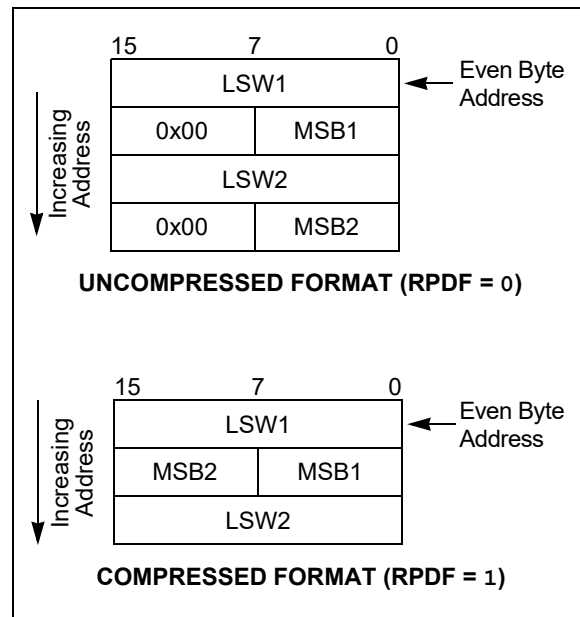 15 7 0
LSW1
Even Byte
Address
0x00 MSB1
LSW2
0x00 MSB2
Increasing
Address
UNCOMPRESSED FORMAT (RPDF = 0)
15 7 0
LSW1
Even Byte
Address
MSB2 MSB1
LSW2
Increasing
Address
COMPRESSED FORMAT (RPDF = 1)